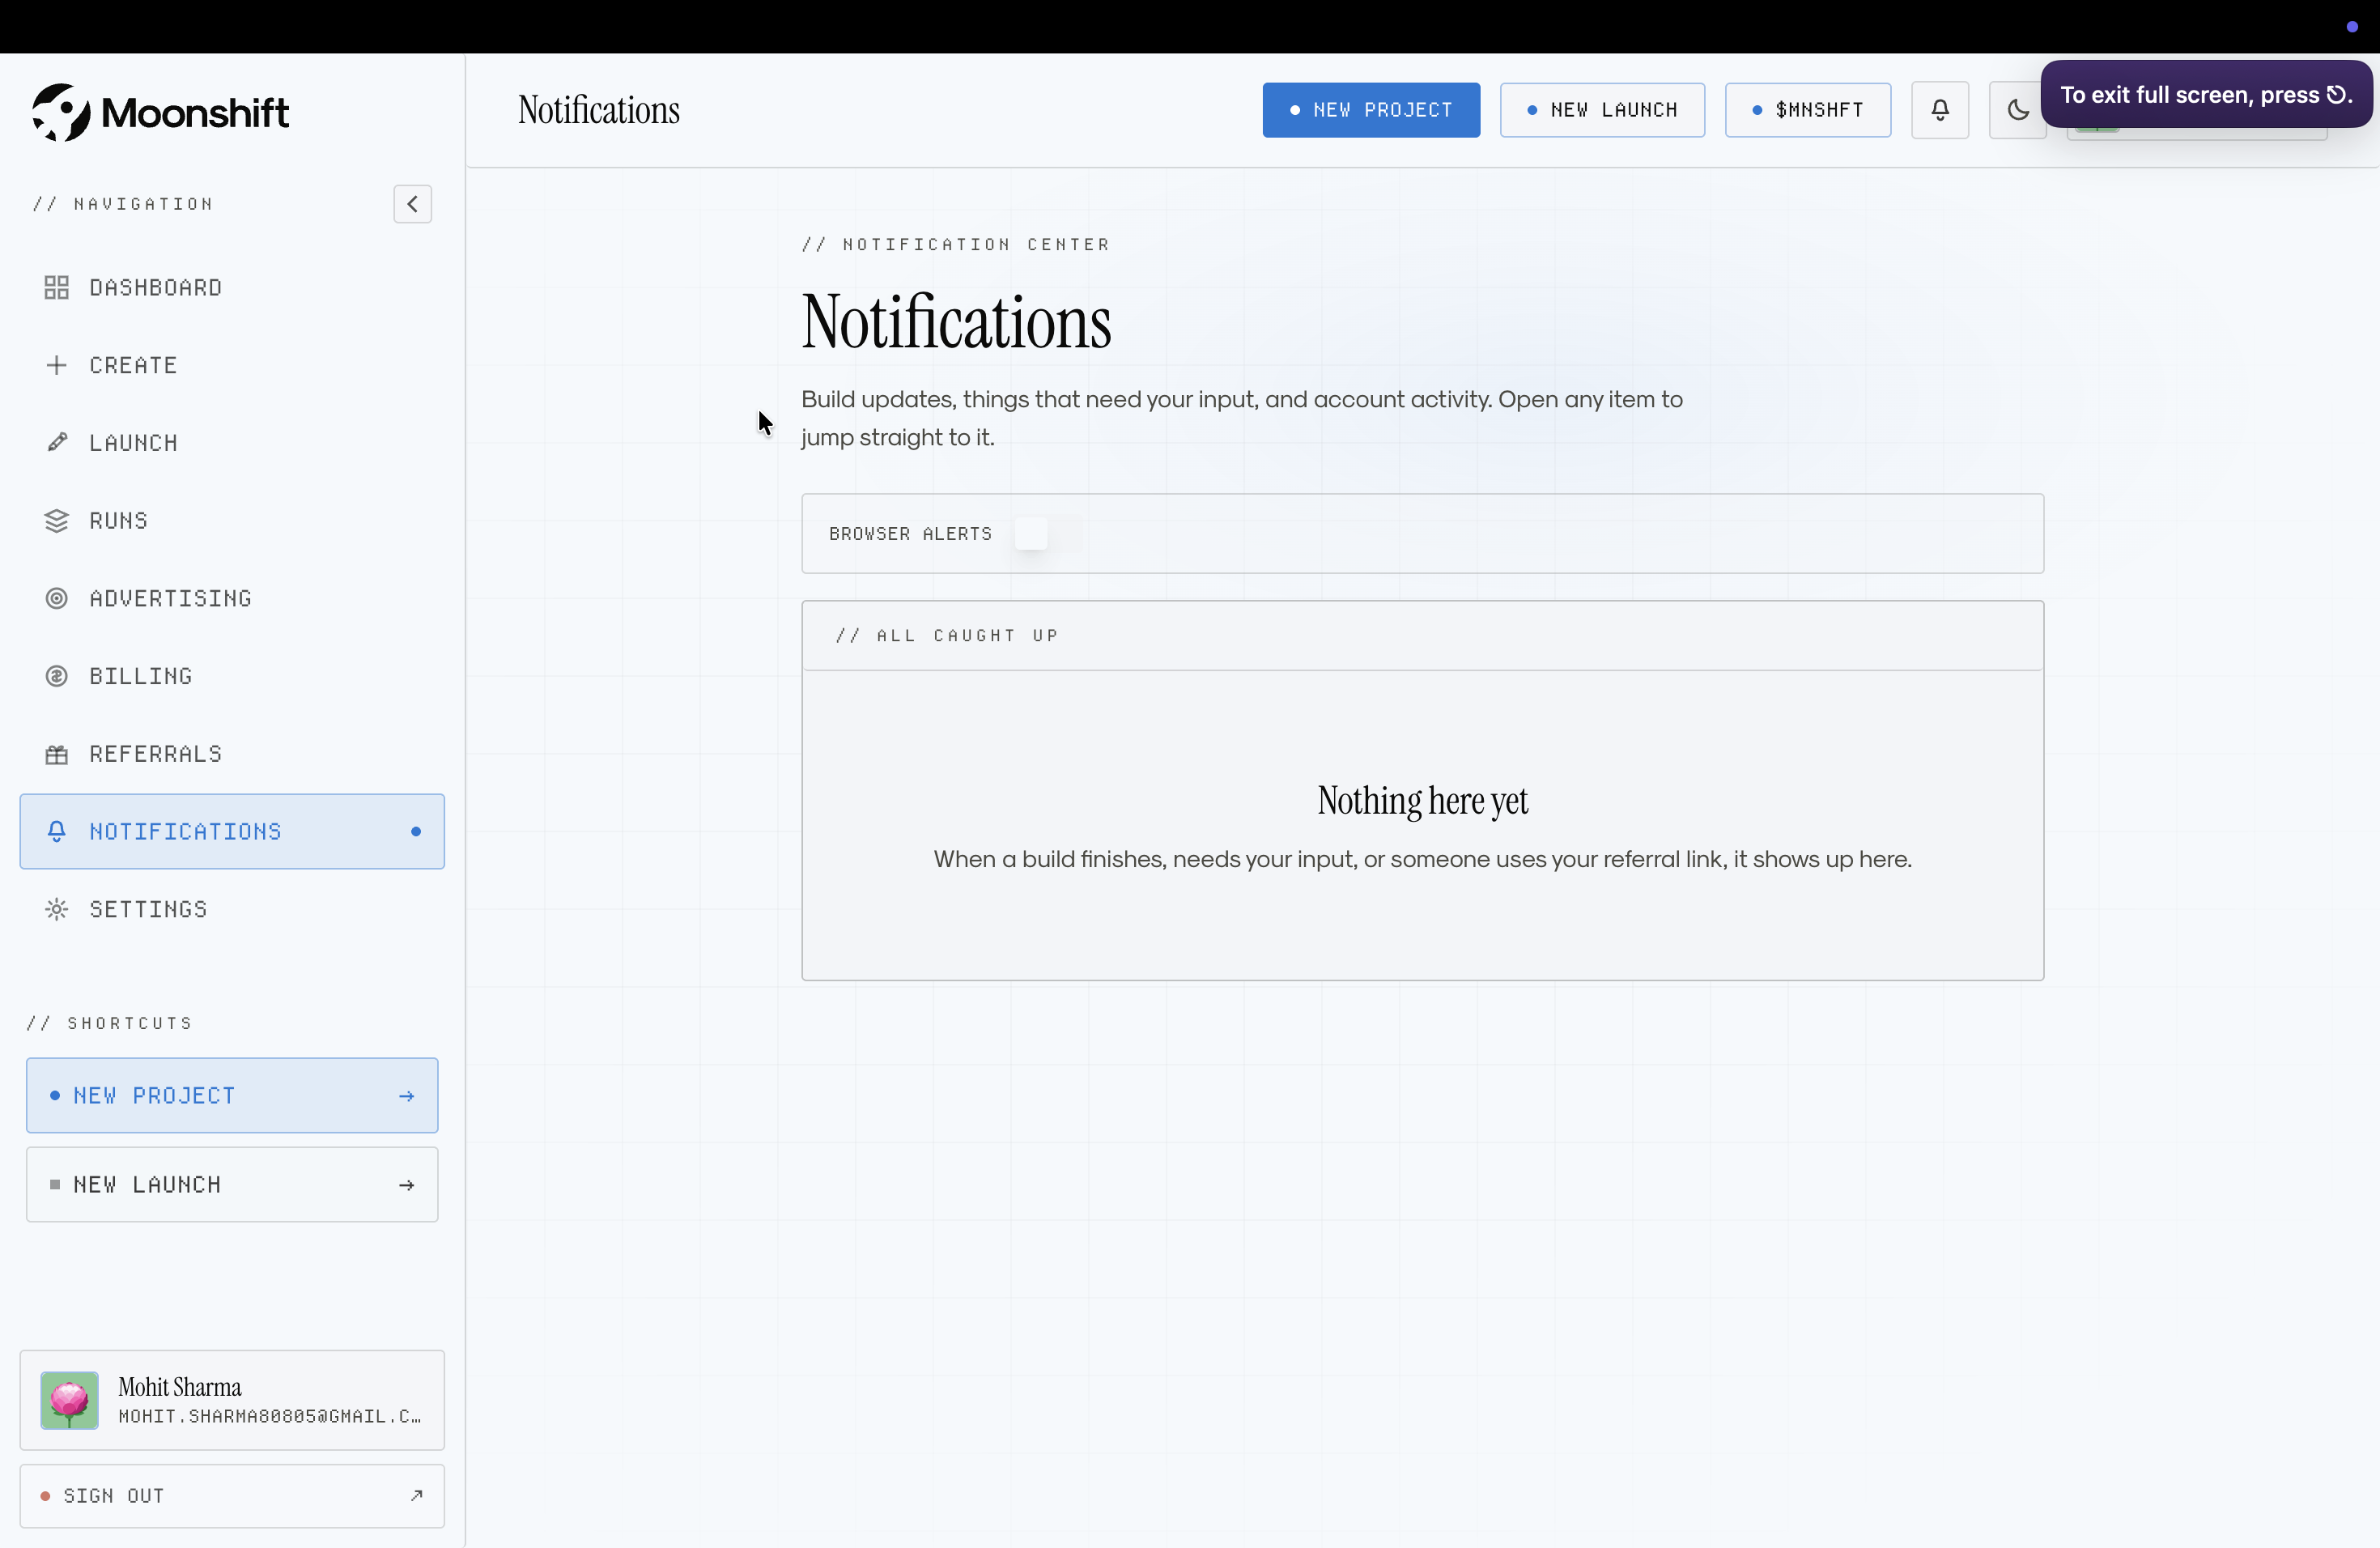 To exit full screen, press ⎋.
Moonshift
Notifications
NEW PROJECT
NEW LAUNCH
$MNSHFT
// NAVIGATION
DASHBOARD
CREATE
LAUNCH
RUNS
ADVERTISING
BILLING
REFERRALS
NOTIFICATIONS
SETTINGS
// SHORTCUTS
NEW PROJECT →
NEW LAUNCH →
Mohit Sharma
MOHIT.SHARMA80805@GMAIL.C…
SIGN OUT ↗
// NOTIFICATION CENTER
Notifications
Build updates, things that need your input, and account activity. Open any item to
jump straight to it.
BROWSER ALERTS
// ALL CAUGHT UP
Nothing here yet
When a build finishes, needs your input, or someone uses your referral link, it shows up here.